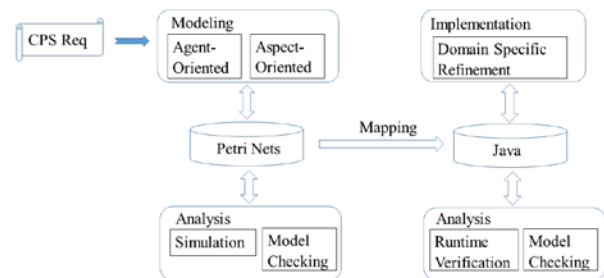 CPS Req
Modeling
Agent-
Oriented
Aspect-
Oriented
Implementation
Domain Specific
Refinement
Petri Nets
Mapping
Java
Analysis
Simulation
Model
Checking
Analysis
Runtime
Verification
Model
Checking